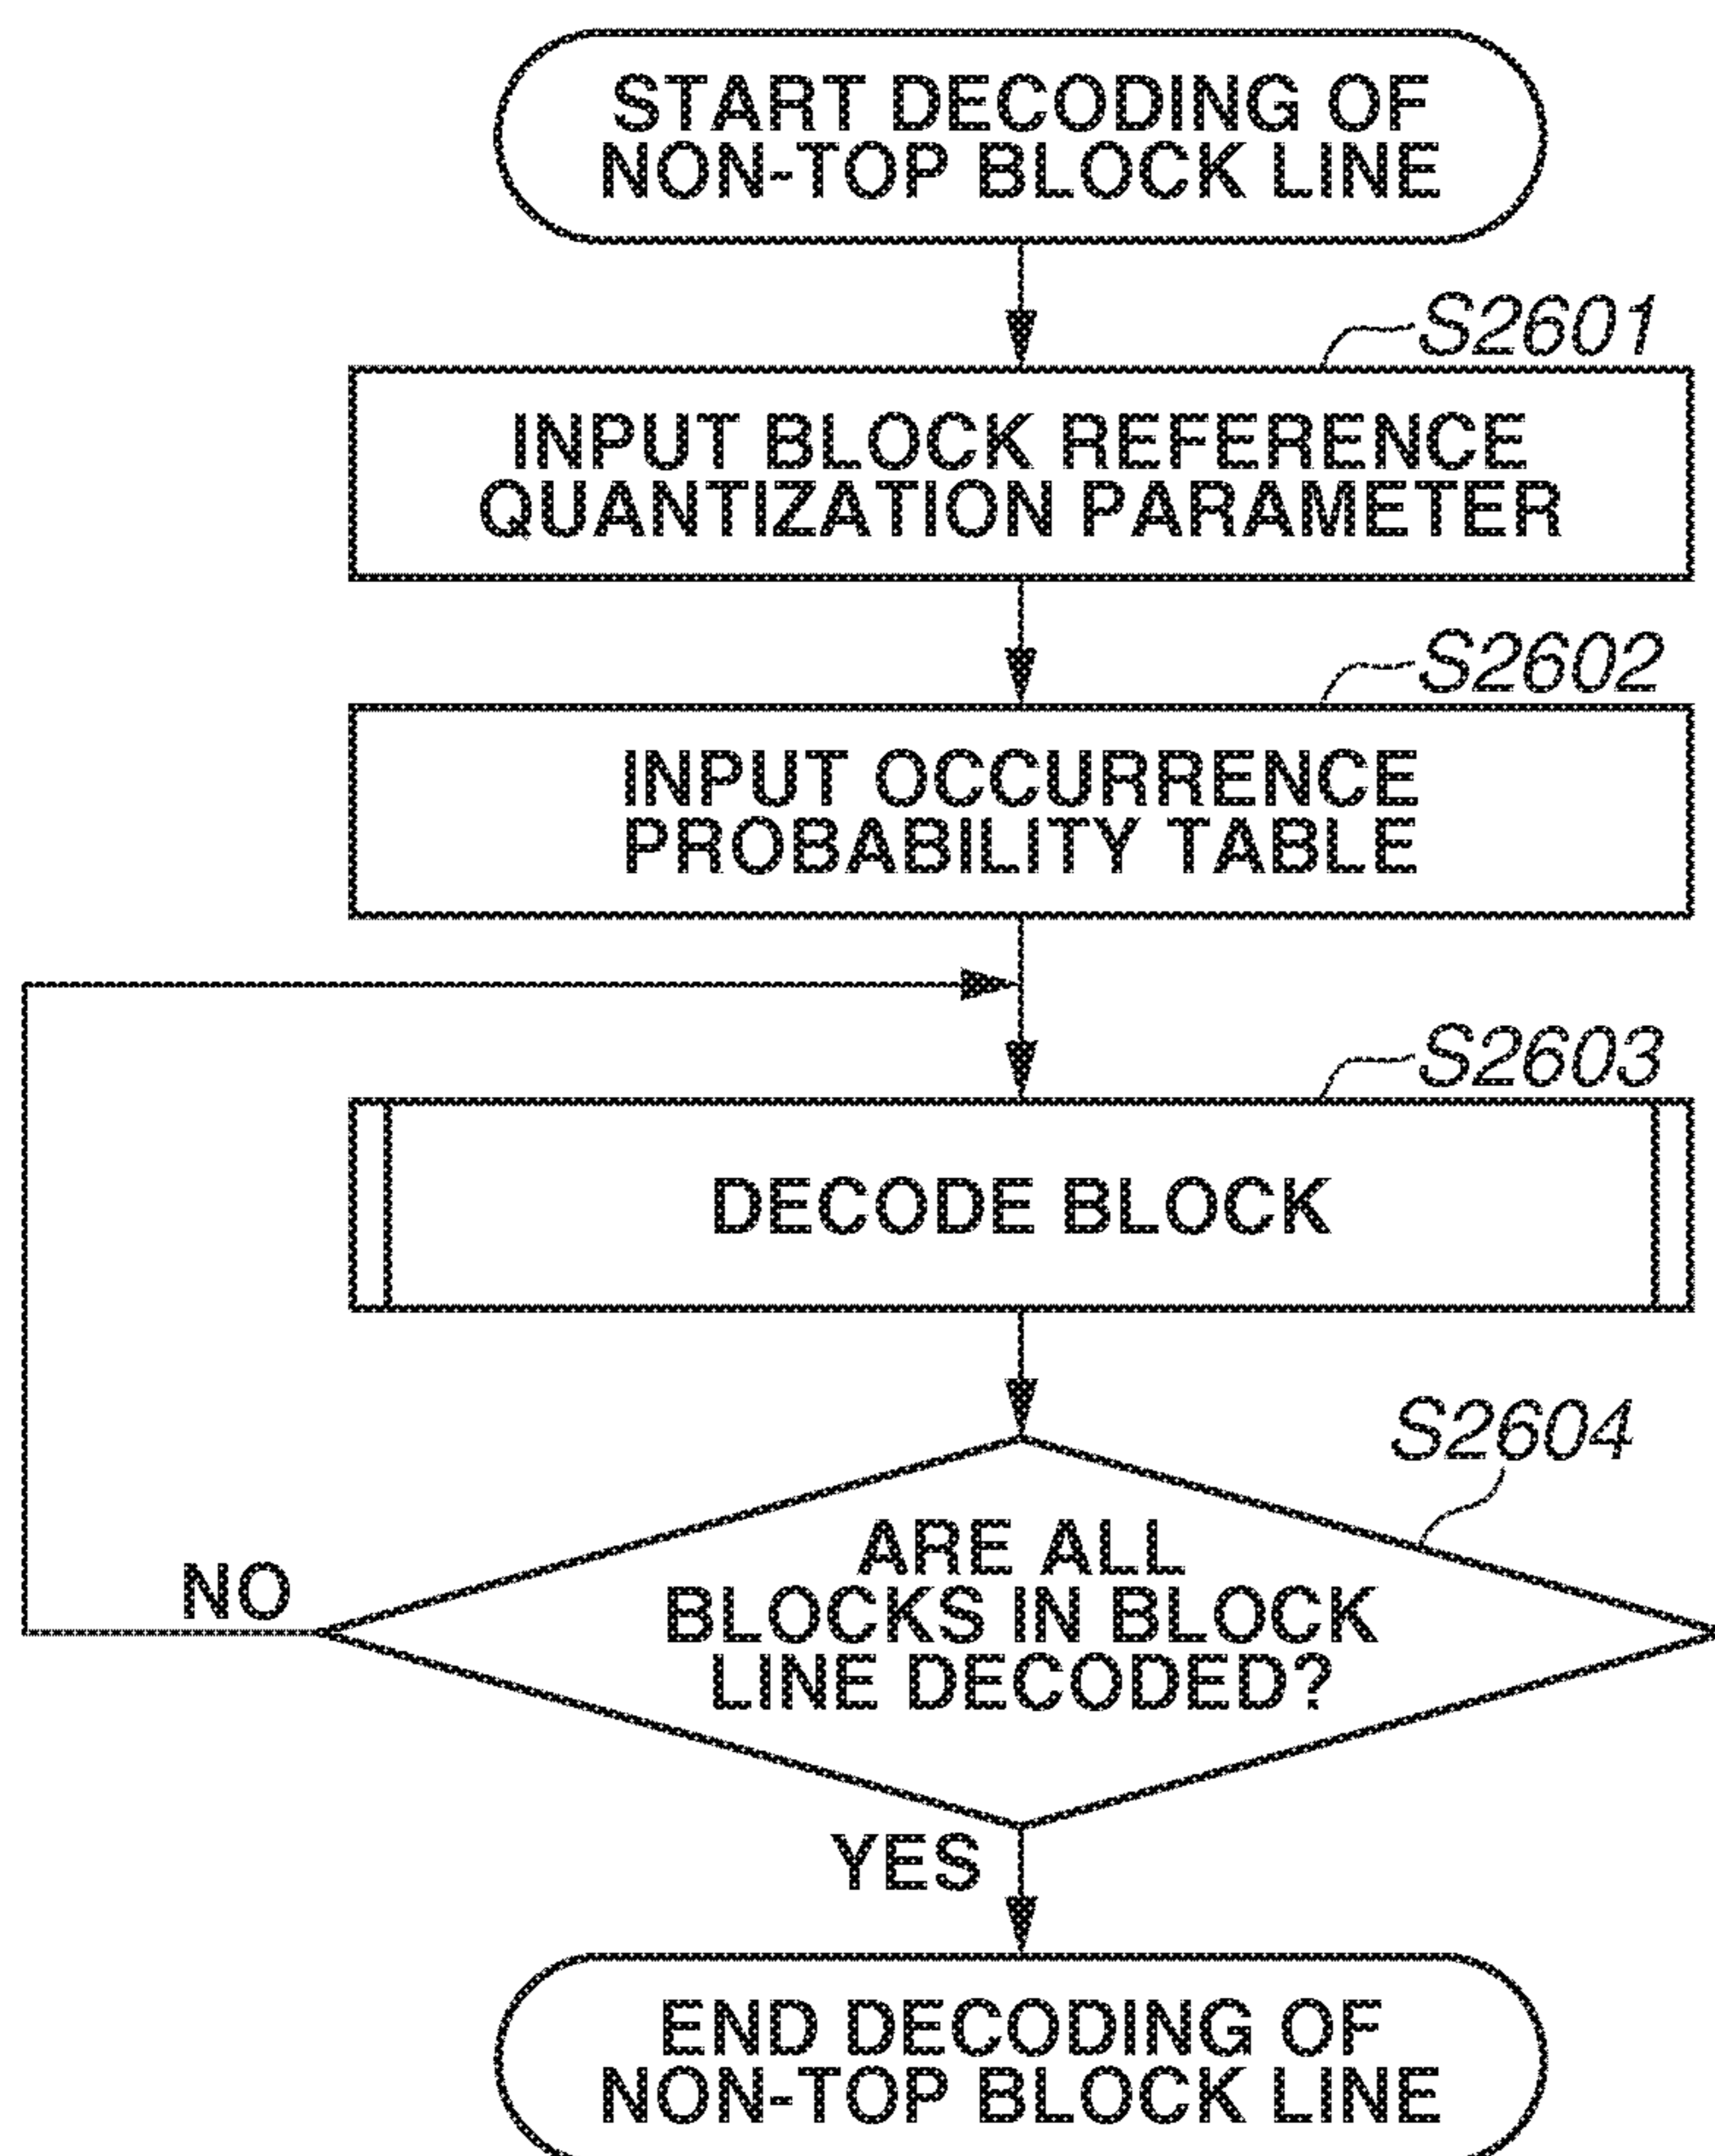 START DECODING OF
NON-TOP BLOCK LINE
S2601
INPUT BLOCK REFERENCE
QUANTIZATION PARAMETER
S2602
INPUT OCCURRENCE
PROBABILITY TABLE
S2603
DECODE BLOCK
S2604
ARE ALL
BLOCKS IN BLOCK
LINE DECODED?
NO
YES
END DECODING OF
NON-TOP BLOCK LINE